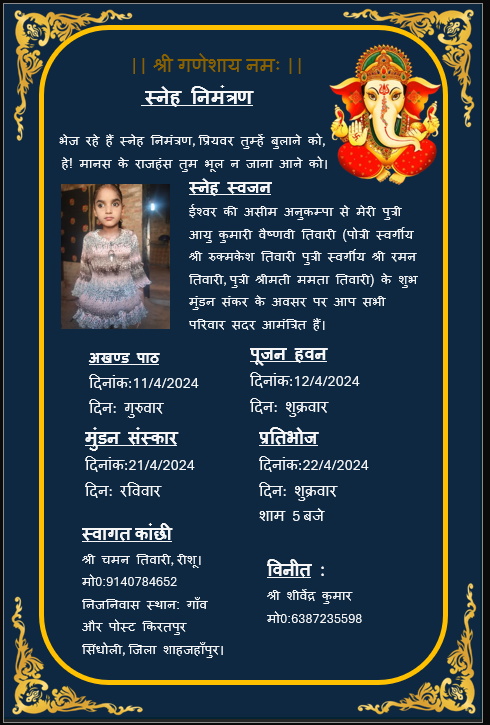 || श्री गणेशाय नमः ||
स्नेह निमंत्रण
भेज रहे हैं स्नेह निमंत्रण, प्रियवर तुम्हें बुलाने को,
हे! मानस के राजहंस तुम भूल न जाना आने को।
स्नेह स्वजन
ईश्वर की असीम अनुकम्पा से मेरी पुत्री
आयु कुमारी वैष्णवी तिवारी (पोत्री स्वर्गीय
श्री रुक्मकेश तिवारी पुत्री स्वर्गीय श्री रमन
तिवारी, पुत्री श्रीमती ममता तिवारी) के शुभ
मुंडन संकर के अवसर पर आप सभी
परिवार सदर आमंत्रित हैं।
अखण्ड पाठ
दिनांक:11/4/2024
दिन: गुरुवार
पूजन हवन
दिनांक:12/4/2024
दिन: शुक्रवार
मुंडन संस्कार
दिनांक:21/4/2024
दिन: रविवार
प्रतिभोज
दिनांक:22/4/2024
दिन: शुक्रवार
शाम 5 बजे
स्वागत कांछी
श्री चमन तिवारी, रीशू।
मो0:9140784652
निजनिवास स्थान: गाँव
और पोस्ट किरतपुर
सिंधोली, जिला शाहजहाँपुर।
विनीत :
श्री शीर्वेंद्र कुमार
मो0:6387235598